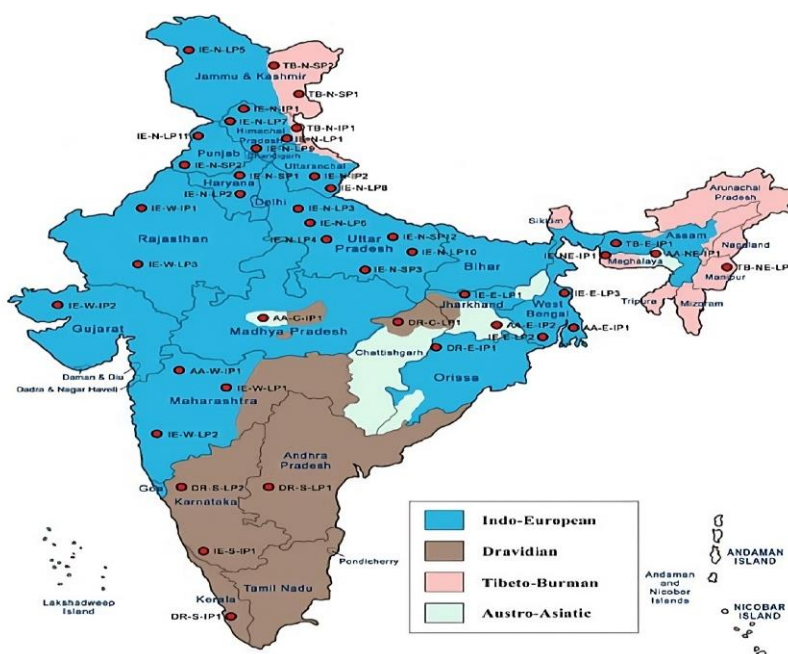 IE-N-LP5
TB-N-SP2
Jammu & Kashmir
TB-N-SP1
IE-N-IP1
IE-N-LP7
TB-N-IP1
IE-N-LP11
Himachal
Pradesh
IE-N-LP1
IE-N-LP9
Chandigarh
Punjab
IE-N-SP2
Uttaranchal
IE-N-SP1
IE-N-IP2
Haryana
IE-N-LP8
IE-N-LP2
Delhi
IE-W-IP1
IE-N-LP3
IE-N-LP6
Rajasthan
IE-N-LP4
Uttar
Pradesh
IE-N-SP12
IE-N-LP10
IE-W-LP3
IE-N-SP3
Bihar
Sikkim
Arunachal
Pradesh
Assam
TB-E-IP1
IE-NE-IP1
AA-NE-IP1
Nagaland
Meghalaya
TB-NE-LP
Manipur
Tripura
Mizoram
IE-W-IP2
Gujarat
AA-C-IP1
Madhya Pradesh
IE-E-LP1
Jharkhand
West
Bengal
IE-E-LP3
DR-C-LP1
AA-E-IP2
AA-E-IP1
IE-E-LP2
Chattishgarh
DR-E-IP1
Orissa
Daman & Diu
Dadra & Nagar Haveli
AA-W-IP1
IE-W-LP1
Maharashtra
IE-W-LP2
Andhra
Pradesh
Goa
DR-S-LP2
Karnataka
DR-S-LP1
IE-S-IP1
Pondicherry
Tamil Nadu
Kerala
DR-S-IP1
Lakshadweep
Island
Indo-European
Dravidian
Tibeto-Burman
Austro-Asiatic
Andaman
and
Nicobar
Islands
ANDAMAN
ISLAND
NICOBAR
ISLAND